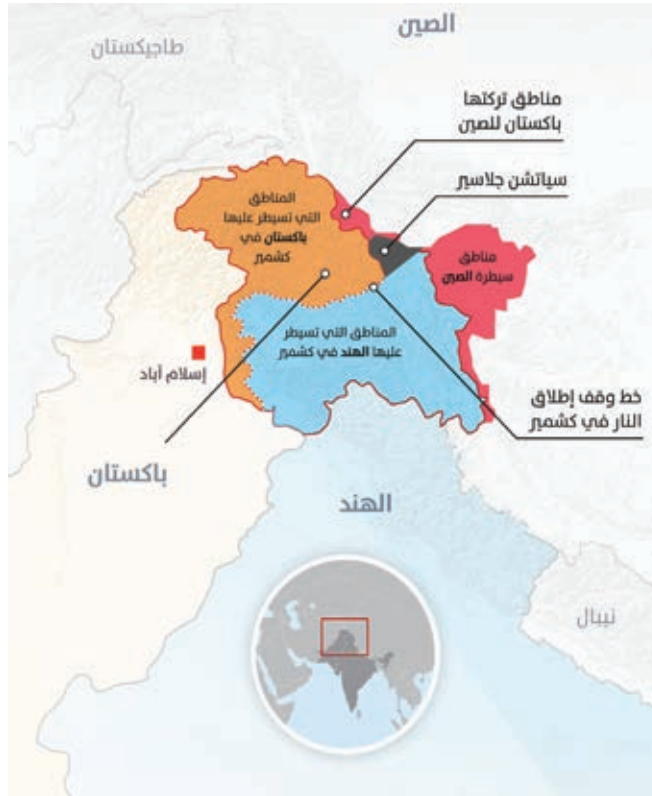 الصين
طاجيكستان
مناطق تركتها
باكستان للصين
سياتشن جلاسير
المناطق
التي تسيطر عليها
باكستان في
كشمير
مناطق
سيطرة الصين
المناطق التي تسيطر
عليها الهند في كشمير
إسلام أباد
خط وقف إطلاق
النار في كشمير
باكستان
الهند
نيبال